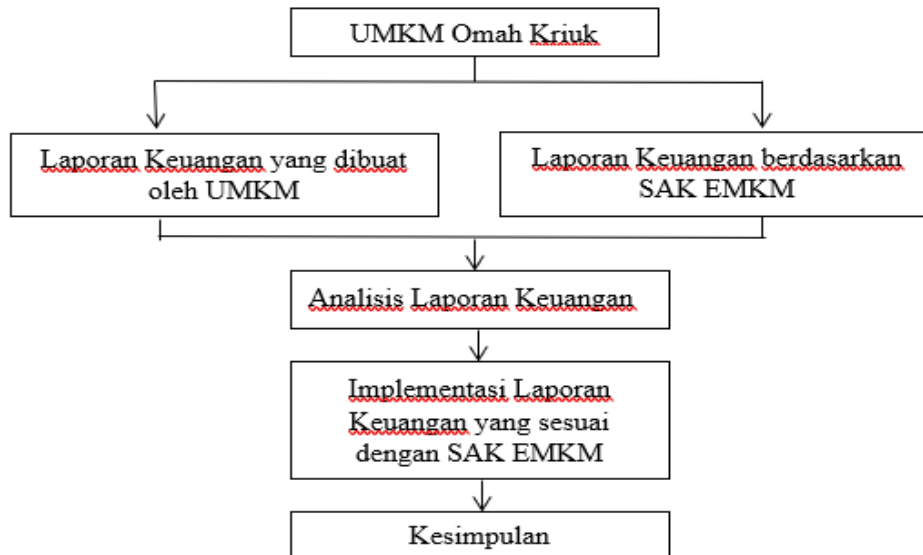 UMKM Omah Kriuk
Laporan Keuangan yang dibuat
oleh UMKM
Laporan Keuangan berdasarkan
SAK EMKM
Analisis Laporan Keuangan
Implementasi Laporan
Keuangan yang sesuai
dengan SAK EMKM
Kesimpulan